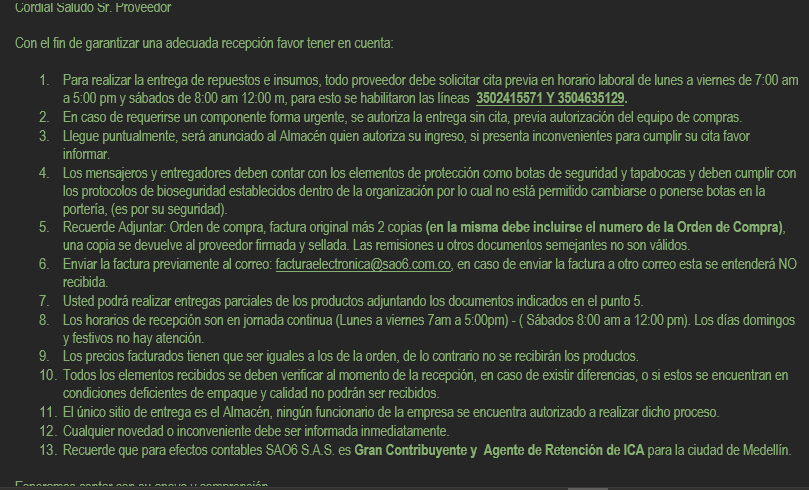 Cordial Saludo Sr. Proveedor
Con el fin de garantizar una adecuada recepción favor tener en cuenta:
1. Para realizar la entrega de repuestos e insumos, todo proveedor debe solicitar cita previa en horario laboral de lunes a viernes de 7:00 am
a 5:00 pm y sábados de 8:00 am 12:00 m, para esto se habilitaron las líneas 3502415571 Y 3504635129.
2. En caso de requerirse un componente forma urgente, se autoriza la entrega sin cita, previa autorización del equipo de compras.
3. Llegue puntualmente, será anunciado al Almacén quien autoriza su ingreso, si presenta inconvenientes para cumplir su cita favor
informar.
4. Los mensajeros y entregadores deben contar con los elementos de protección como botas de seguridad y tapabocas y deben cumplir con
los protocolos de bioseguridad establecidos dentro de la organización por lo cual no está permitido cambiarse o ponerse botas en la
portería, (es por su seguridad).
5. Recuerde Adjuntar: Orden de compra, factura original más 2 copias (en la misma debe incluirse el numero de la Orden de Compra),
una copia se devuelve al proveedor firmada y sellada. Las remisiones u otros documentos semejantes no son válidos.
6. Enviar la factura previamente al correo: facturaelectronica@sao6.com.co, en caso de enviar la factura a otro correo esta se entenderá NO
recibida.
7. Usted podrá realizar entregas parciales de los productos adjuntando los documentos indicados en el punto 5.
8. Los horarios de recepción son en jornada continua (Lunes a viernes 7am a 5:00pm) - ( Sábados 8:00 am a 12:00 pm). Los días domingos
y festivos no hay atención.
9. Los precios facturados tienen que ser iguales a los de la orden, de lo contrario no se recibirán los productos.
10. Todos los elementos recibidos se deben verificar al momento de la recepción, en caso de existir diferencias, o si estos se encuentran en
condiciones deficientes de empaque y calidad no podrán ser recibidos.
11. El único sitio de entrega es el Almacén, ningún funcionario de la empresa se encuentra autorizado a realizar dicho proceso.
12. Cualquier novedad o inconveniente debe ser informada inmediatamente.
13. Recuerde que para efectos contables SAO6 S.A.S. es Gran Contribuyente y Agente de Retención de ICA para la ciudad de Medellín.
Esperamos contar con su apoyo y comprensión